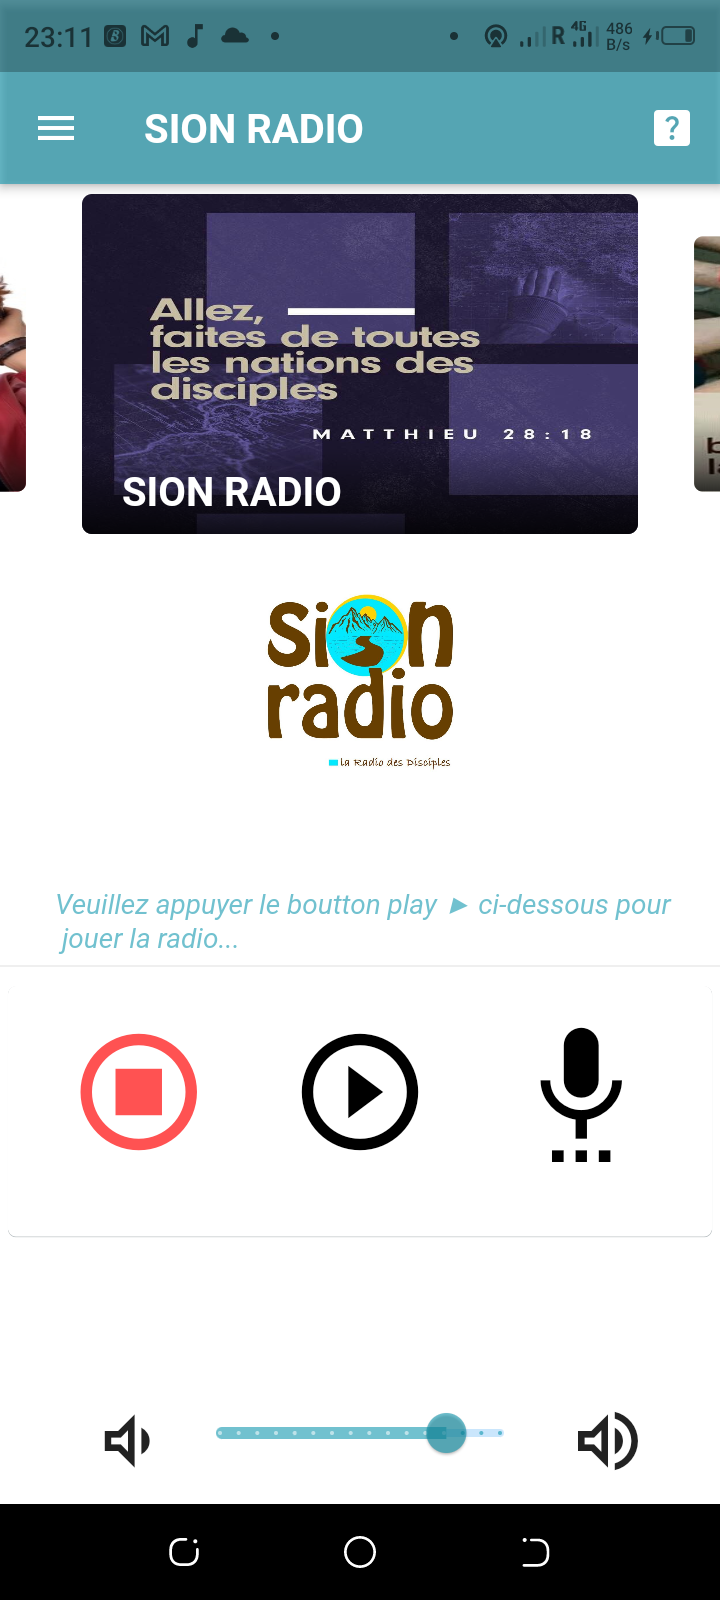 23:11
R
4G
486
B/s
SION RADIO
?
Allez,
faites de toutes
les nations des
disciples
MATTHIEU 28:18
SION RADIO
b
la
sion
radio
la Radio des Disciples
Veuillez appuyer le boutton play ► ci-dessous pour
jouer la radio...